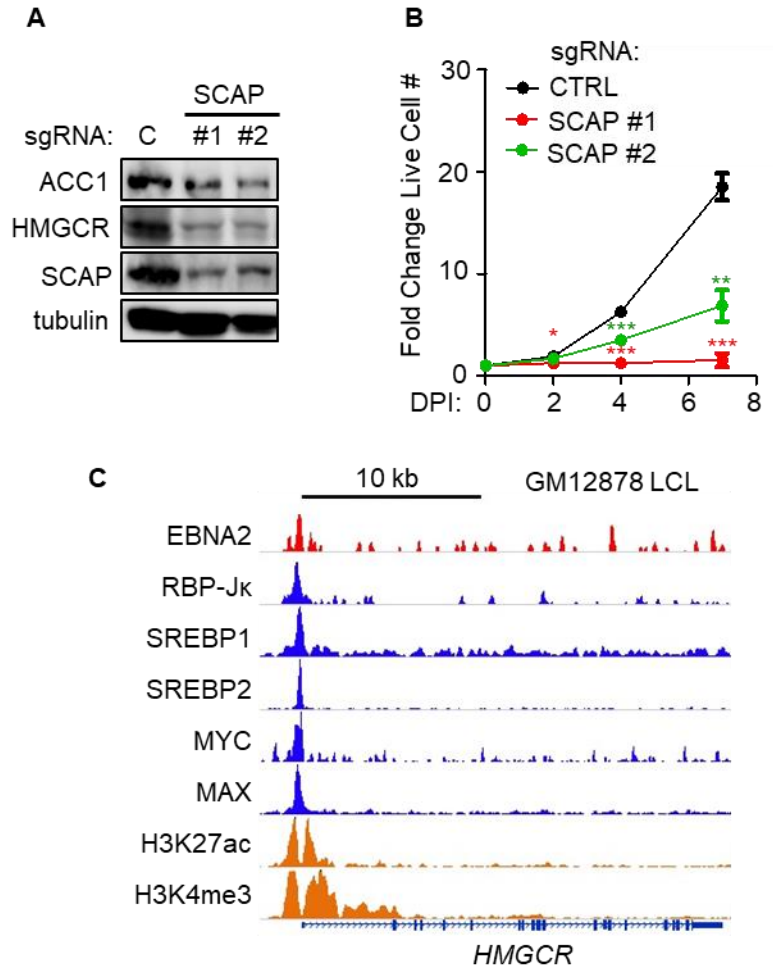 A
SCAP
sgRNA: C #1 #2
ACC1
HMGCR
SCAP
tubulin
B
sgRNA:
CTRL
SCAP #1
SCAP #2
Fold Change Live Cell #
30
20
10
0
*
***
***
**
***
DPI: 0 2 4 6 8
C
10 kb GM12878 LCL
EBNA2
RBP-Jκ
SREBP1
SREBP2
MYC
MAX
H3K27ac
H3K4me3
HMGCR